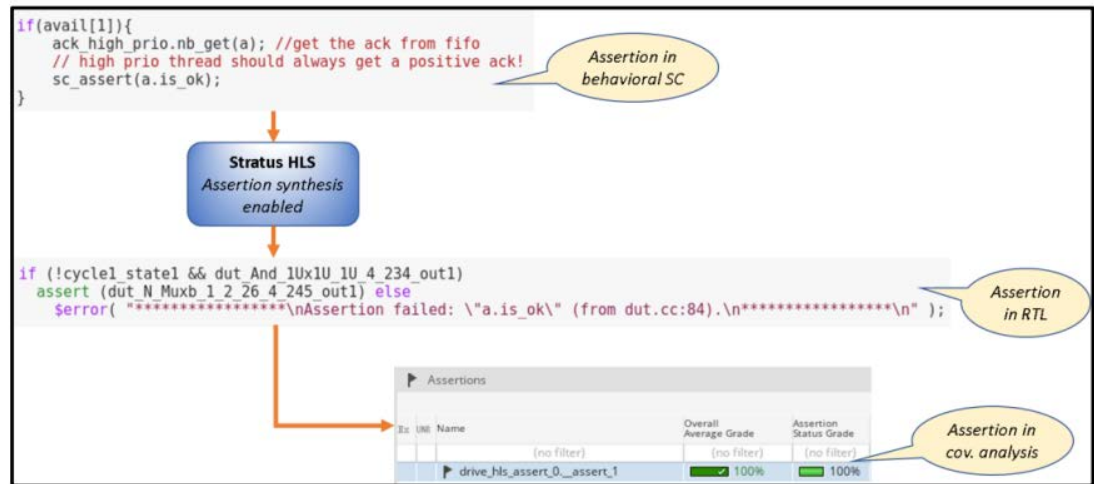 if(avail[1]){
ack_high_prio.nb_get(a); //get the ack from fifo
// high prio thread should always get a positive ack!
sc_assert(a.is_ok);
}
Assertion in
behavioral SC
Stratus HLS
Assertion synthesis
enabled
if (!cycle1_state1 && dut_And_1Ux1U_1U_4_234_out1)
assert (dut_N_Muxb_1_2_26_4_245_out1) else
$error( "*****************\nAssertion failed: \"a.is_ok\" (from dut.cc:84).\n*****************\n" );
Assertion
in RTL
Assertions
Ex UNR Name Overall Average Grade Assertion Status Grade
(no filter) (no filter) (no filter)
drive_hls_assert_0.__assert_1 100% 100%
Assertion in
cov. analysis